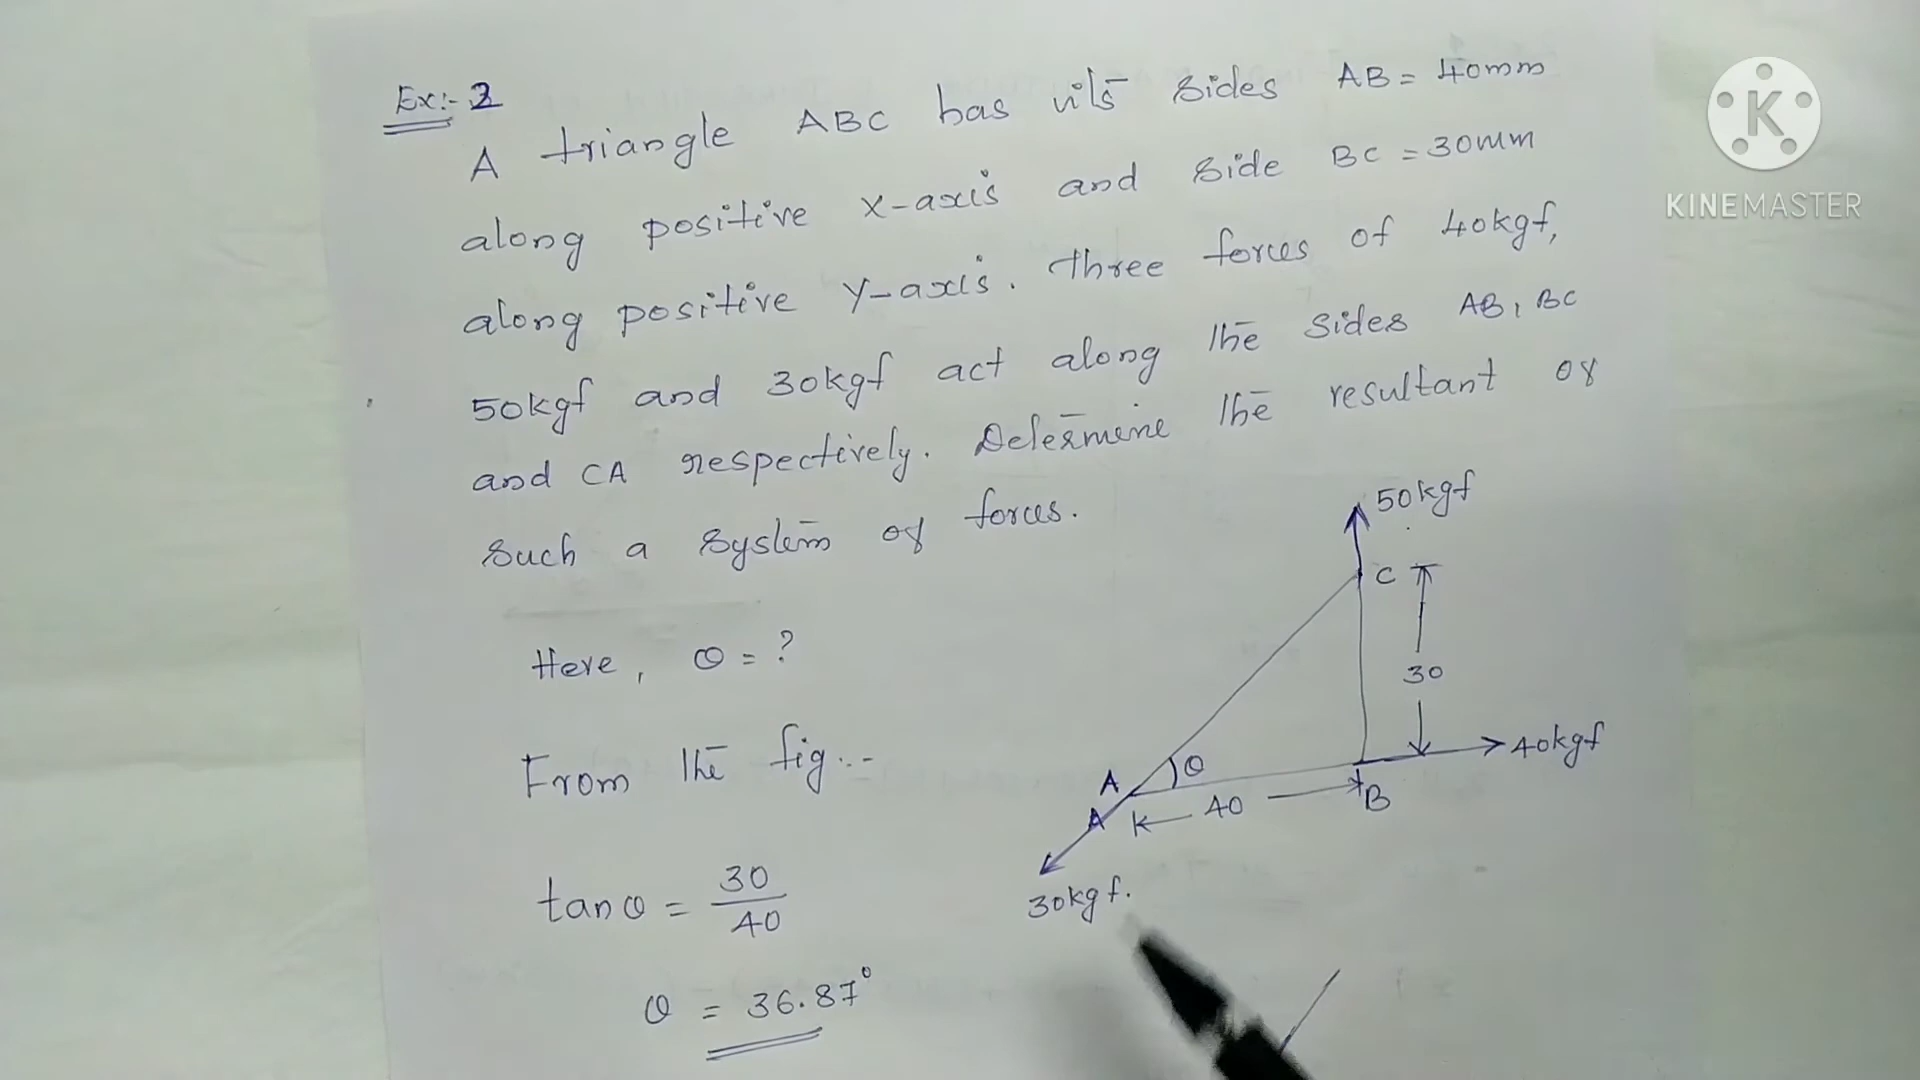 Ex:- 2
A triangle ABC has its sides AB = 40mm
along positive X-axis and side BC = 30mm
along positive Y-axis. Three forces of 40kgf,
50kgf and 30kgf act along the sides AB, BC
and CA respectively. Determine the resultant of
such a system of forces.
50kgf
C
30
Here, θ = ?
From the fig...
A θ
40kgf
A 40 B
30kgf.
tan θ = 30/40
θ = 36.87°
K
KINEMASTER